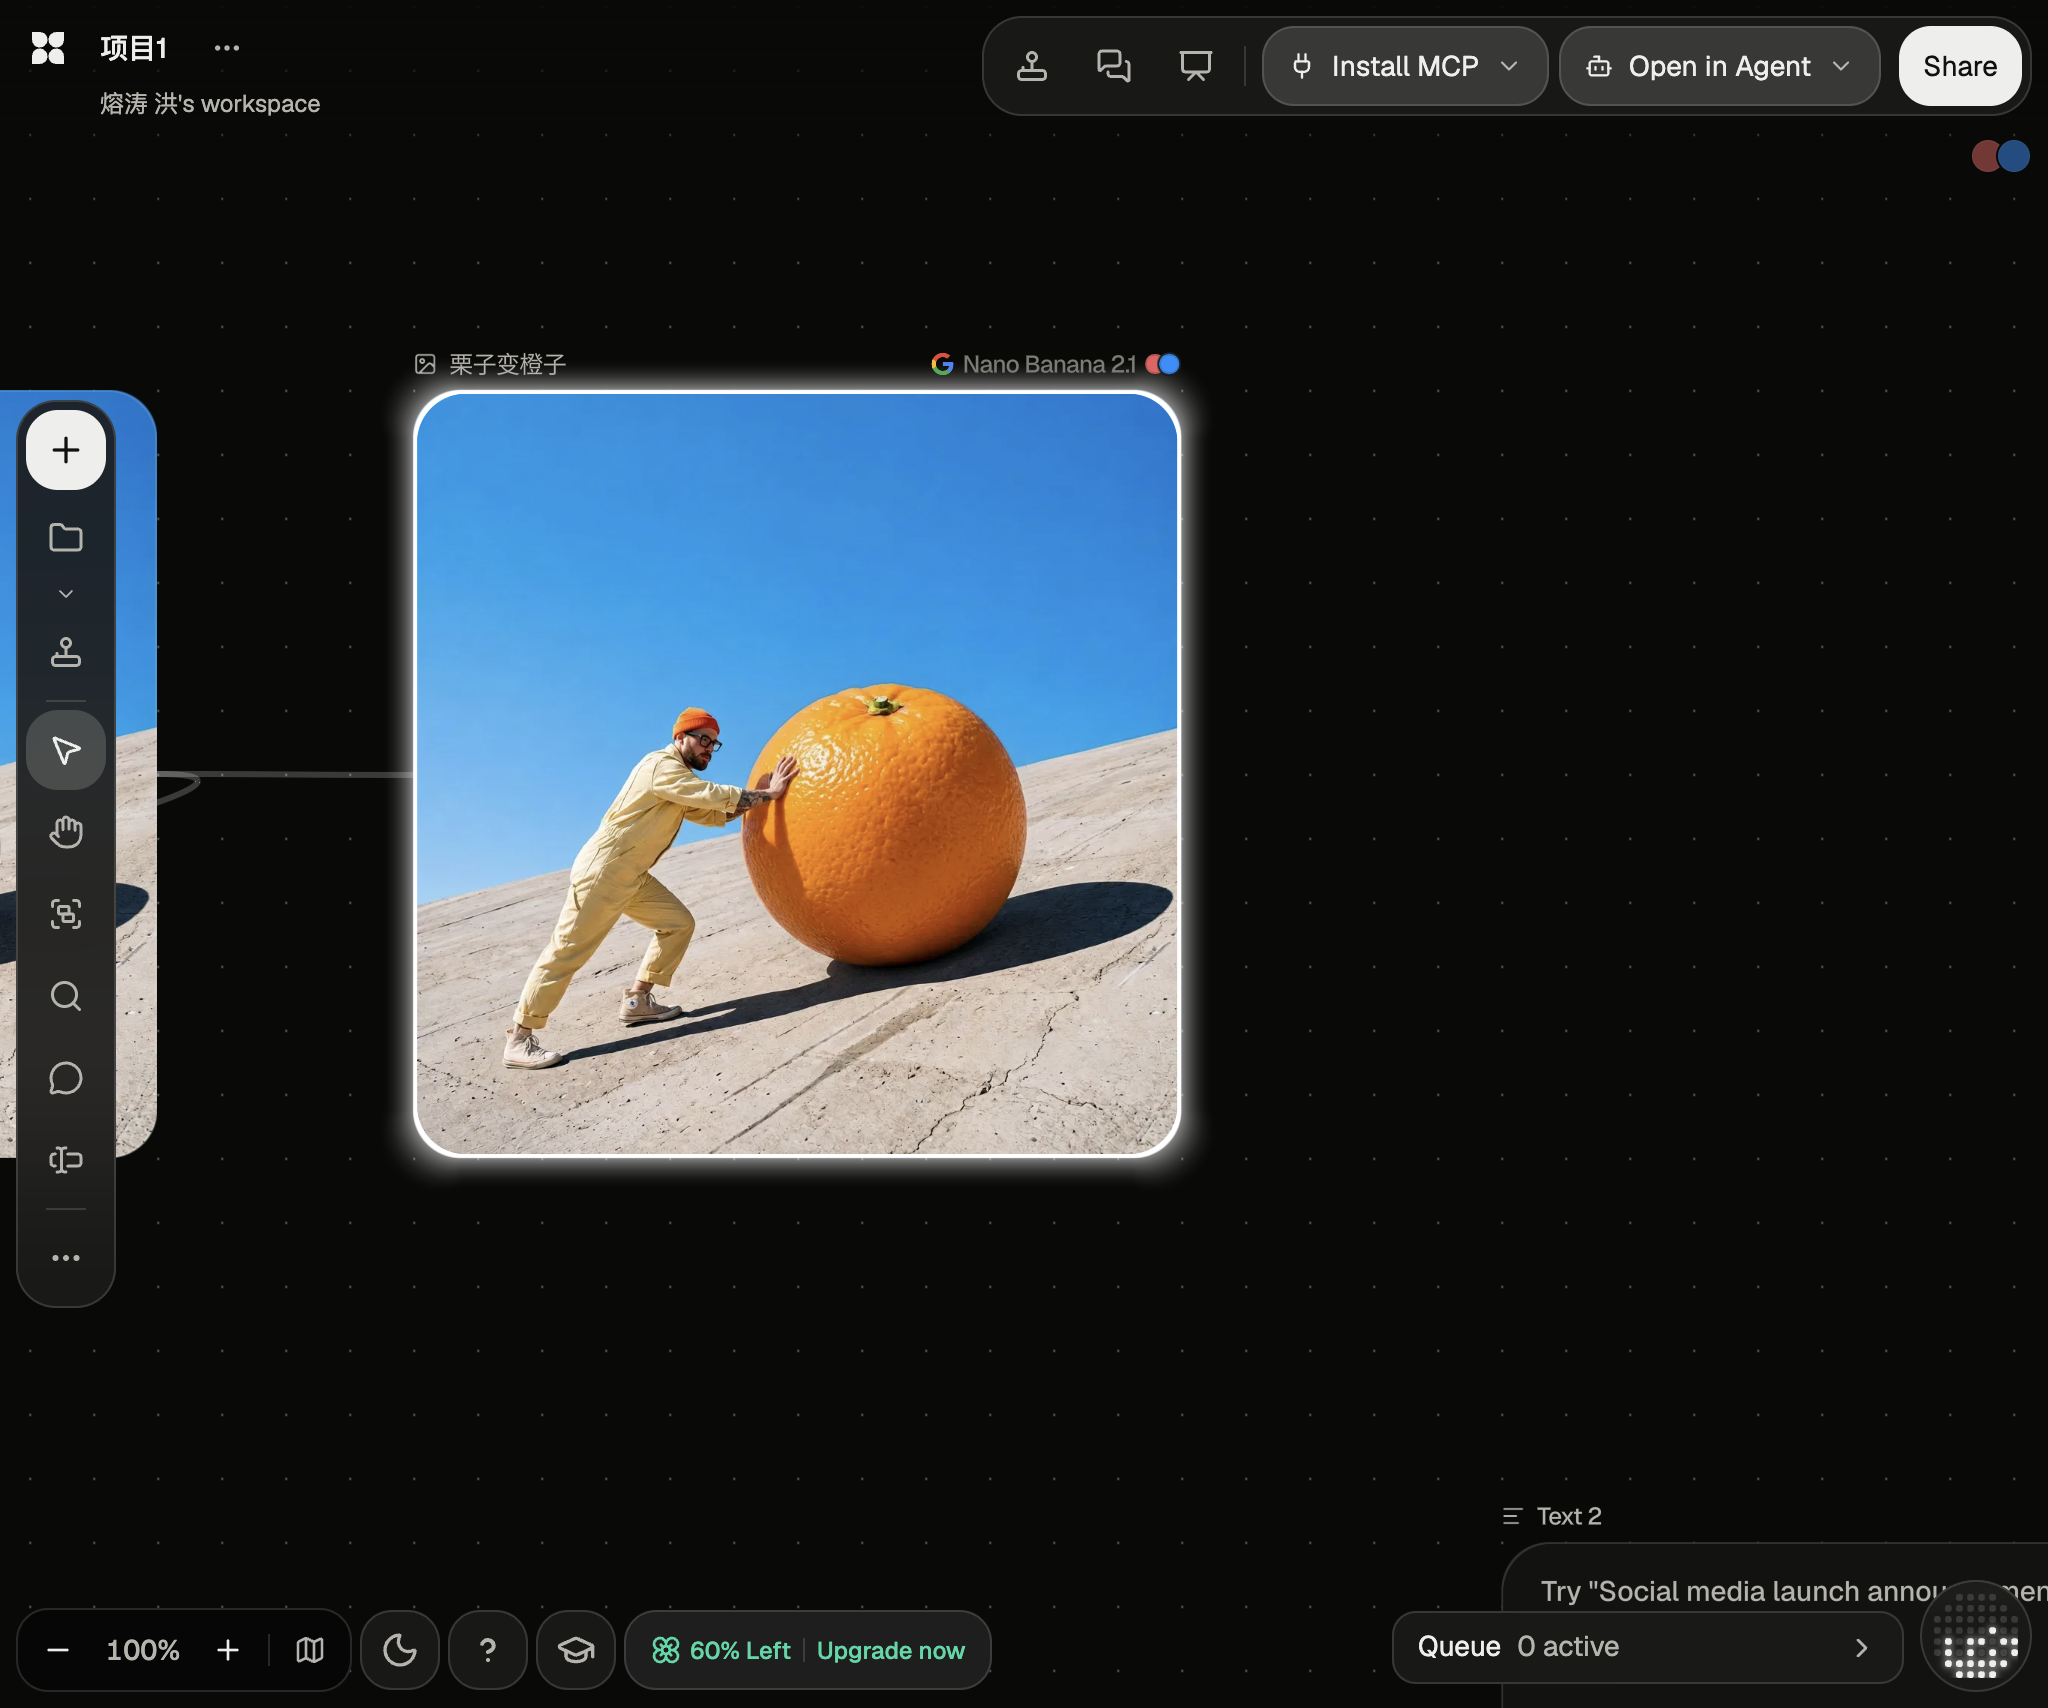 项目1
熔涛 洪's workspace
Install MCP
Open in Agent
Share
栗子变橙子
Nano Banana 2.1
Text 2
Try "Social media launch
100%
60% Left
Upgrade now
Queue 0 active